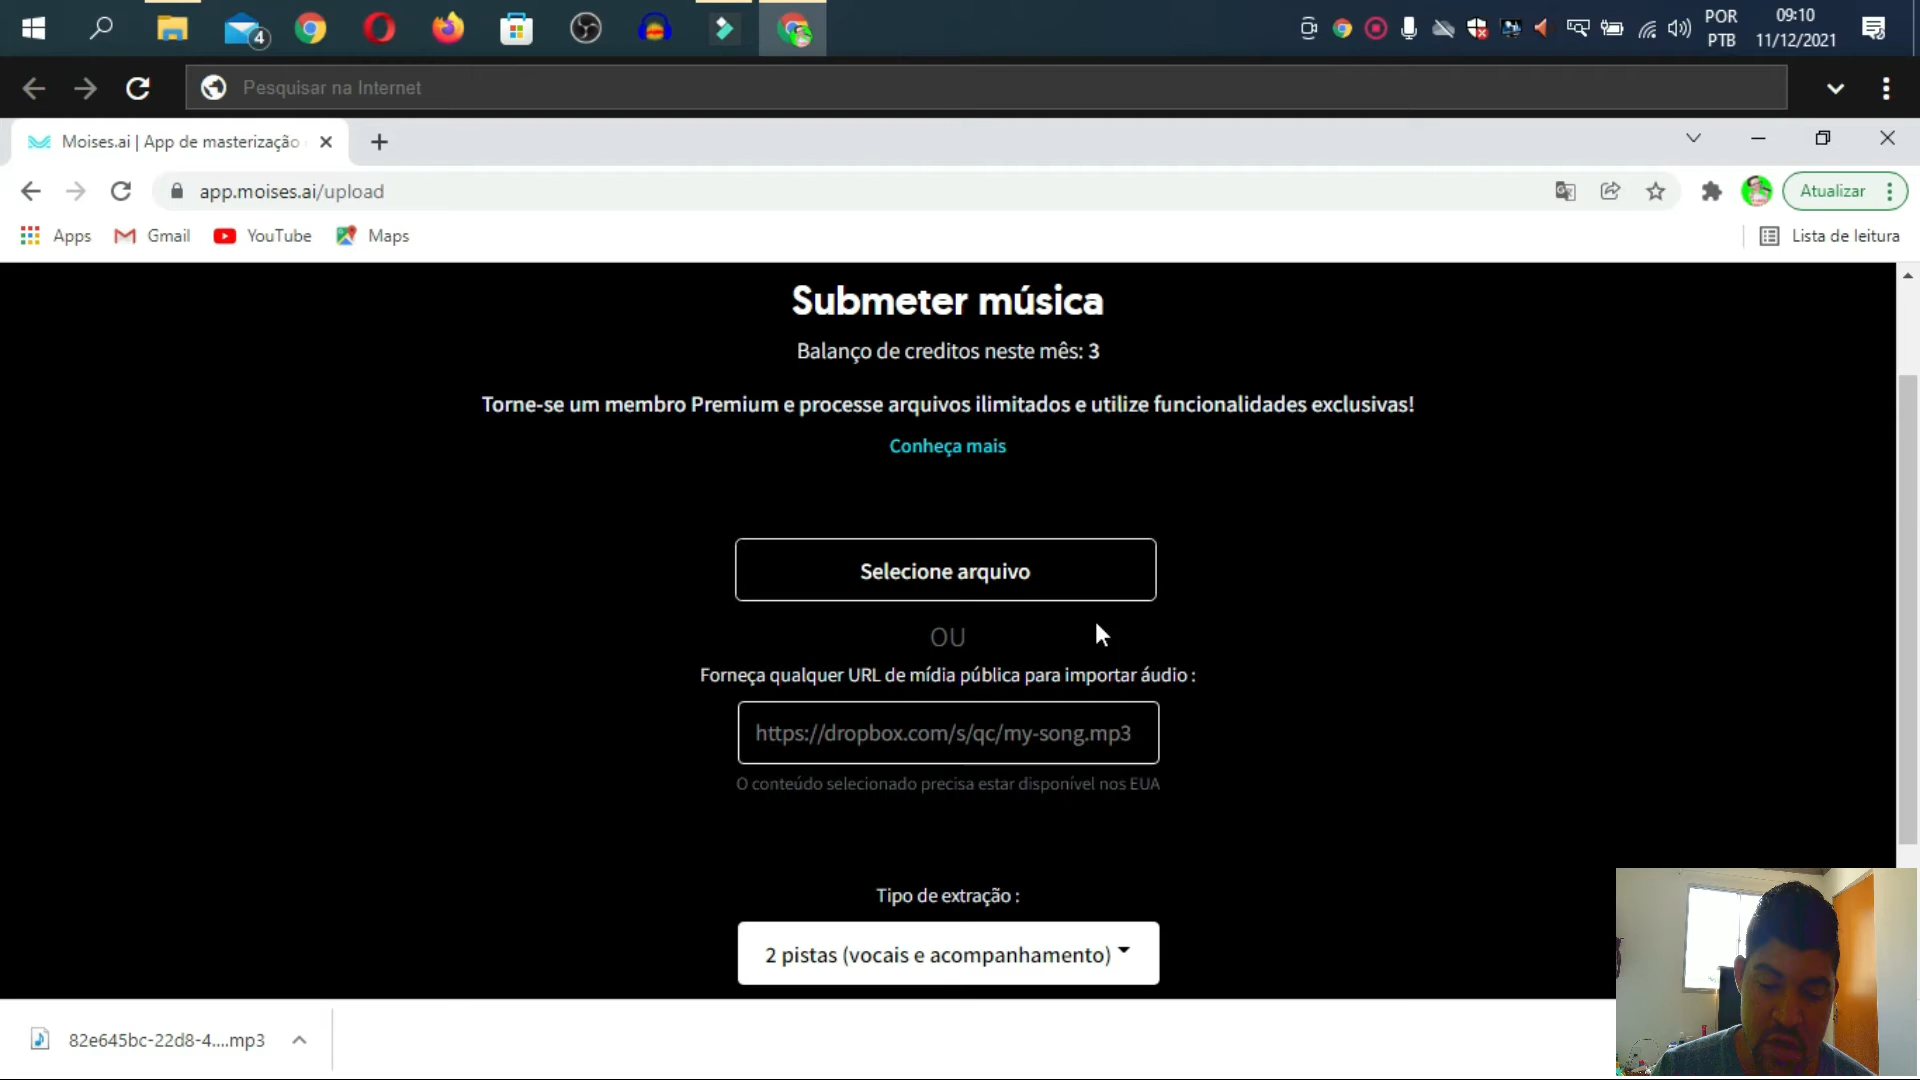 4
POR
PTB
09:10
11/12/2021
Pesquisar na Internet
Moises.ai | App de masterização
app.moises.ai/upload
Atualizar
Apps
Gmail
YouTube
Maps
Lista de leitura
Submeter música
Balanço de creditos neste mês: 3
Torne-se um membro Premium e processe arquivos ilimitados e utilize funcionalidades exclusivas!
Conheça mais
Selecione arquivo
OU
Forneça qualquer URL de mídia pública para importar áudio :
https://dropbox.com/s/qc/my-song.mp3
O conteúdo selecionado precisa estar disponível nos EUA
Tipo de extração :
2 pistas (vocais e acompanhamento)
82e645bc-22d8-4....mp3